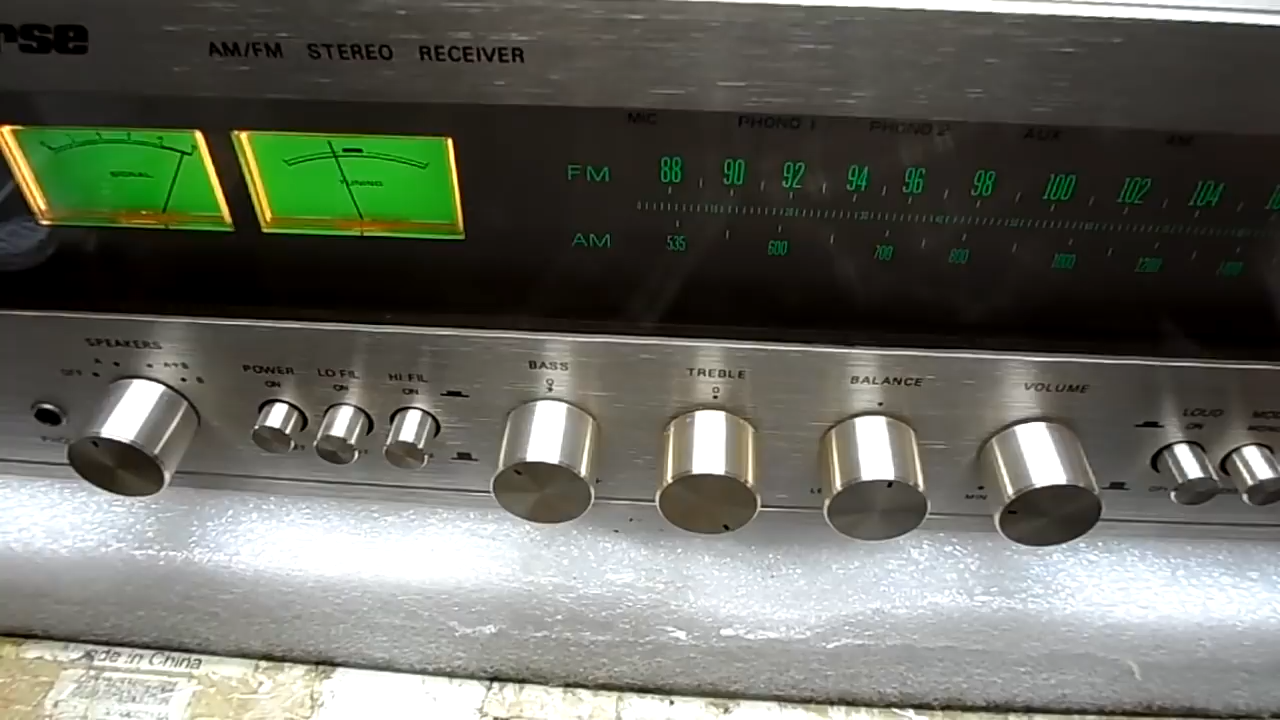 rse
AM/FM STEREO RECEIVER
MIC PHONO 1 PHONO 2 AUX AM
SIGNAL
TUNING
FM 88 90 92 94 96 98 100 102 104
AM 535 600 700 800 1000 1200 1400
SPEAKERS
OFF A A+B B
POWER ON
LO FIL ON
HI FIL ON
BASS
0
TREBLE
0
BALANCE
VOLUME
MIN
LOUD
ON
made in China